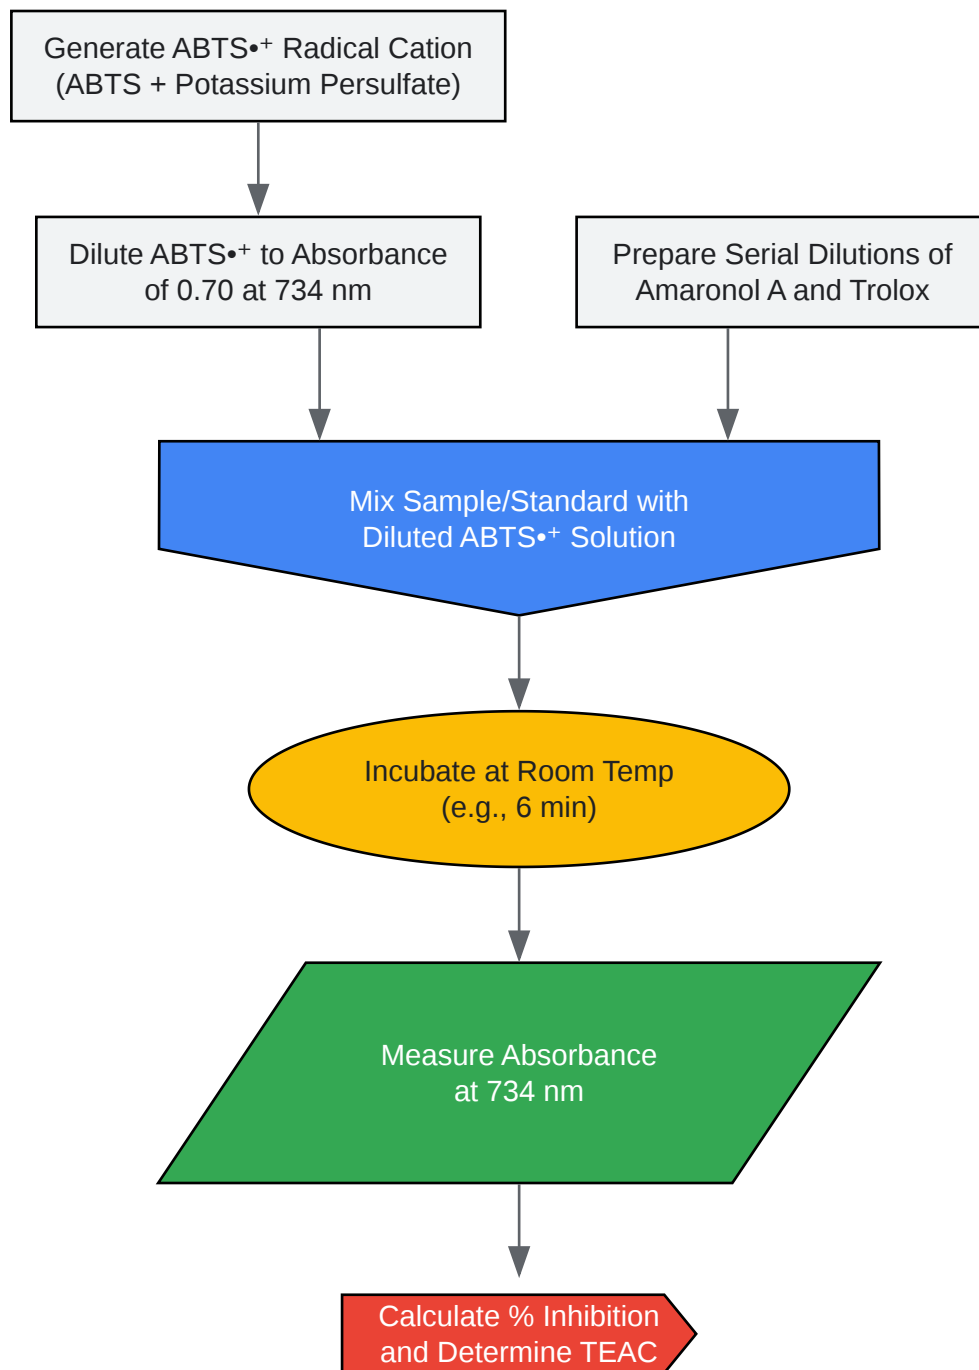 Generate ABTS•⁺ Radical Cation
(ABTS + Potassium Persulfate)
Dilute ABTS•⁺ to Absorbance
of 0.70 at 734 nm
Prepare Serial Dilutions of
Amaronol A and Trolox
Mix Sample/Standard with
Diluted ABTS•⁺ Solution
Incubate at Room Temp
(e.g., 6 min)
Measure Absorbance
at 734 nm
Calculate % Inhibition
and Determine TEAC